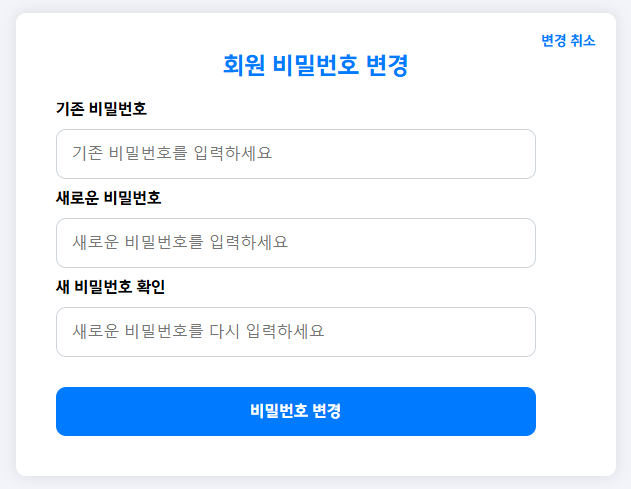 변경 취소
회원 비밀번호 변경
기존 비밀번호
기존 비밀번호를 입력하세요
새로운 비밀번호
새로운 비밀번호를 입력하세요
새 비밀번호 확인
새로운 비밀번호를 다시 입력하세요
비밀번호 변경